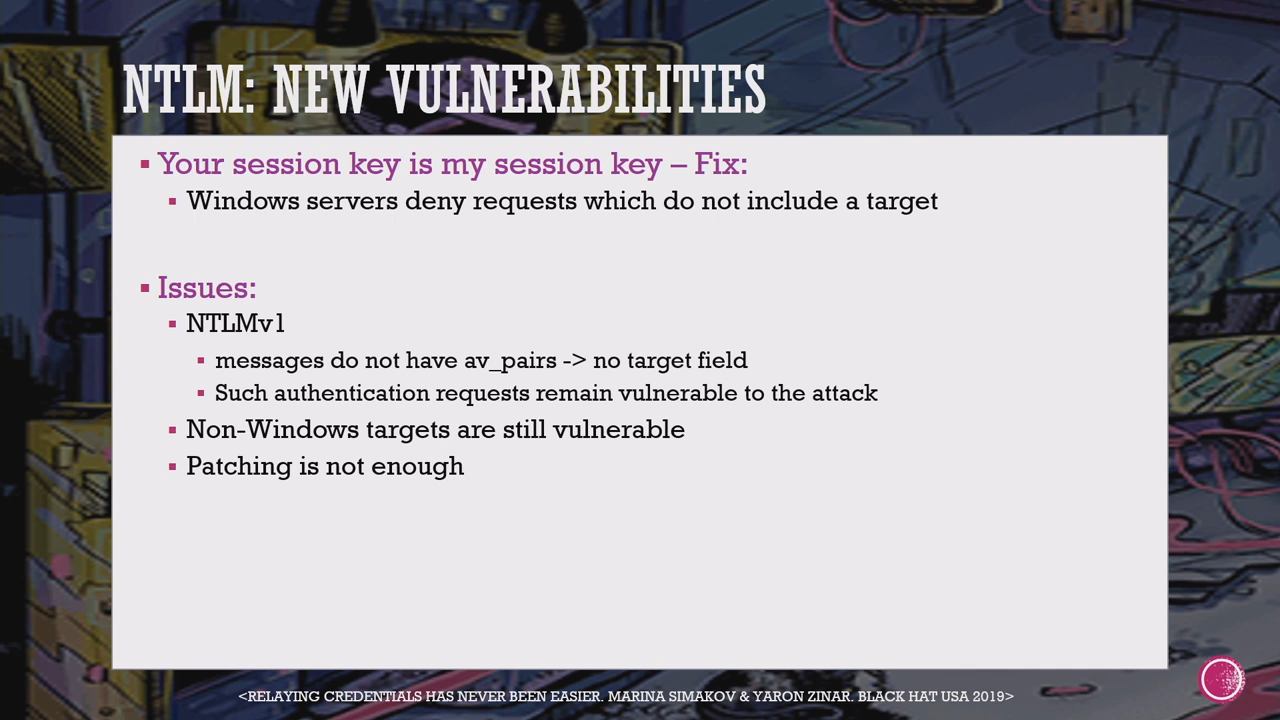 NTLM: NEW VULNERABILITIES
Your session key is my session key – Fix:
Windows servers deny requests which do not include a target
Issues:
NTLMv1
messages do not have av_pairs -> no target field
Such authentication requests remain vulnerable to the attack
Non-Windows targets are still vulnerable
Patching is not enough
<RELAYING CREDENTIALS HAS NEVER BEEN EASIER. MARINA SIMAKOV & YARON ZINAR. BLACK HAT USA 2019>